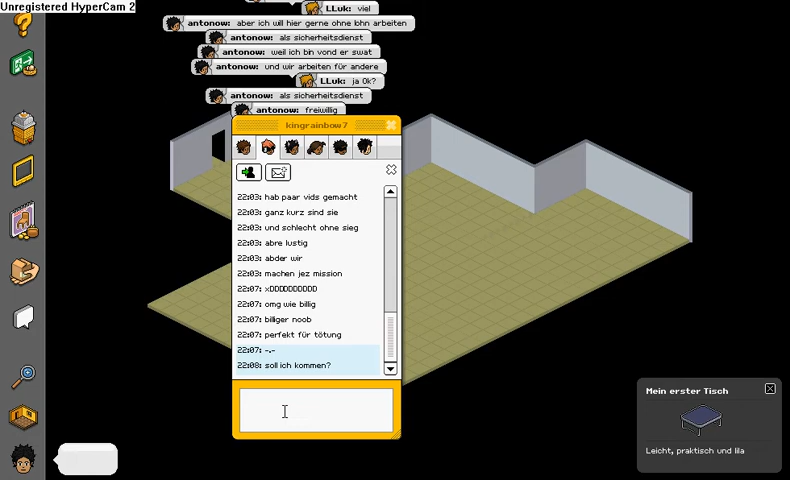 Unregistered HyperCam 2
LLuk: viel
antonow: aber ich will hier gerne ohne lohn arbeiten
antonow: als sicherheitsdienst
antonow: weil ich bin vond er swat
antonow: und wir arbeiten für andere
LLuk: ja Ok?
antonow: als sicherheitsdienst
antonow: freiwillig
kingrainbow7
22:03: hab paar vids gemacht
22:03: ganz kurz sind sie
22:03: und schlecht ohne sieg
22:03: abre lustig
22:03: abder wir
22:03: machen jez mission
22:07: xDDDDDDDDDD
22:07: omg wie billig
22:07: billiger noob
22:07: perfekt für tötung
22:07: -.-
22:08: soll ich kommen?
Mein erster Tisch
Leicht, praktisch und lila